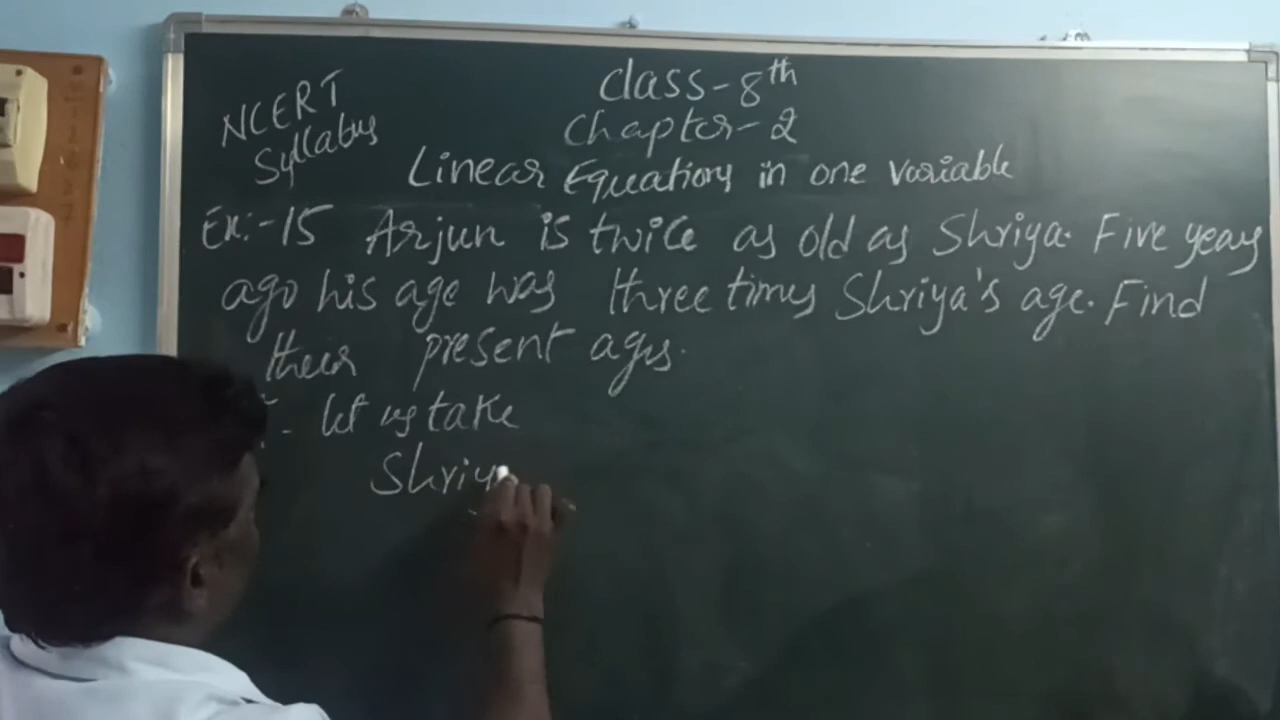 NCERT
Syllabus
Class-8th
Chapter-2
Linear Equations in one variable
Ex:-15 Arjun is twice as old as Shriya. Five years
ago his age was three times Shriya's age. Find
their present ages.
let us take
Shriy